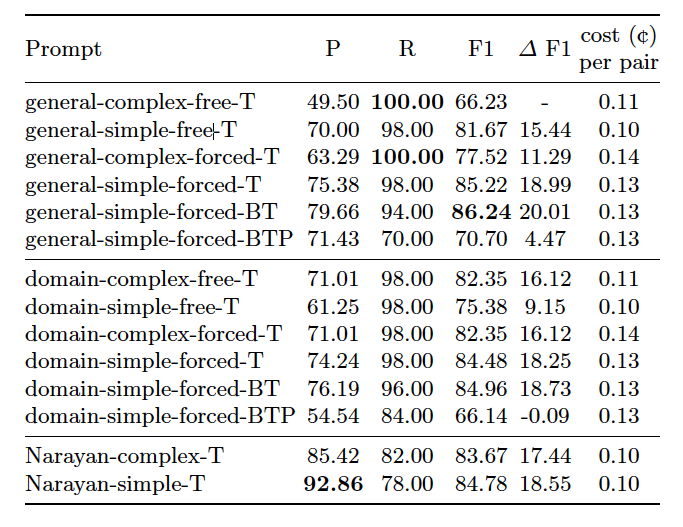 Prompt P R F1 Δ F1 cost (¢) per pair
general-complex-free-T 49.50 100.00 66.23 - 0.11
general-simple-free-T 70.00 98.00 81.67 15.44 0.10
general-complex-forced-T 63.29 100.00 77.52 11.29 0.14
general-simple-forced-T 75.38 98.00 85.22 18.99 0.13
general-simple-forced-BT 79.66 94.00 86.24 20.01 0.13
general-simple-forced-BTP 71.43 70.00 70.70 4.47 0.13
domain-complex-free-T 71.01 98.00 82.35 16.12 0.11
domain-simple-free-T 61.25 98.00 75.38 9.15 0.10
domain-complex-forced-T 71.01 98.00 82.35 16.12 0.14
domain-simple-forced-T 74.24 98.00 84.48 18.25 0.13
domain-simple-forced-BT 76.19 96.00 84.96 18.73 0.13
domain-simple-forced-BTP 54.54 84.00 66.14 -0.09 0.13
Narayan-complex-T 85.42 82.00 83.67 17.44 0.10
Narayan-simple-T 92.86 78.00 84.78 18.55 0.10